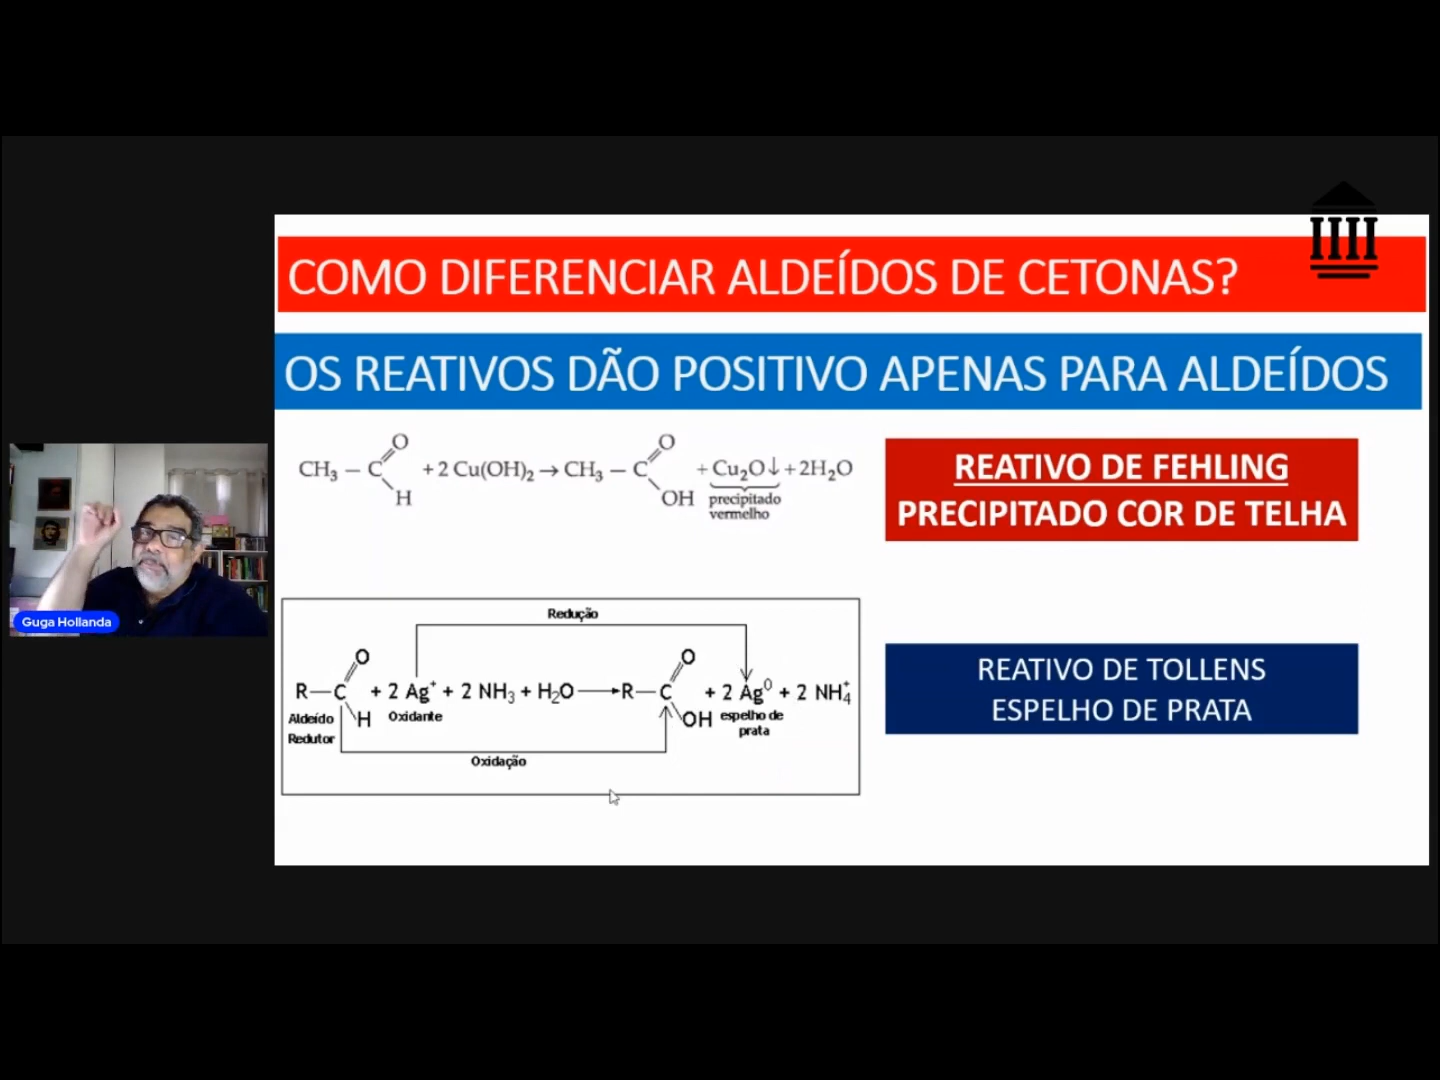 COMO DIFERENCIAR ALDEÍDOS DE CETONAS?
OS REATIVOS DÃO POSITIVO APENAS PARA ALDEÍDOS
O O
CH₃ – C + 2 Cu(OH)₂ → CH₃ – C + Cu₂O↓ + 2H₂O
H OH precipitado
vermelho
REATIVO DE FEHLING
PRECIPITADO COR DE TELHA
Guga Hollanda
Redução
O O
R—C + 2 Ag⁺ + 2 NH₃ + H₂O → R—C + 2 Ag⁰ + 2 NH₄⁺
Aldeído H Oxidante OH espelho de
Redutor prata
Oxidação
REATIVO DE TOLLENS
ESPELHO DE PRATA